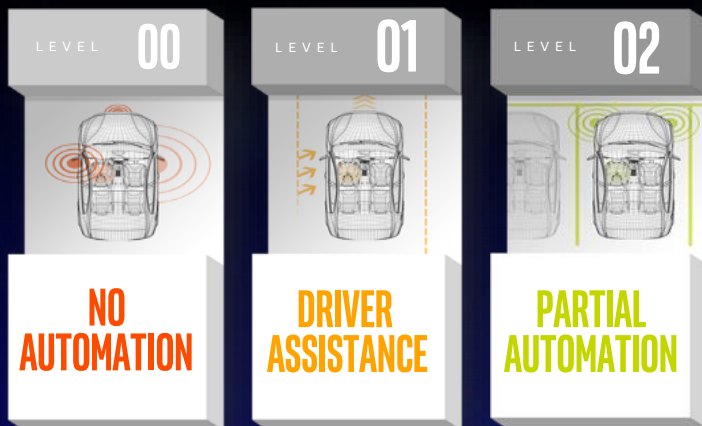 LEVEL 00
LEVEL 01
LEVEL 02
NO
AUTOMATION
DRIVER
ASSISTANCE
PARTIAL
AUTOMATION